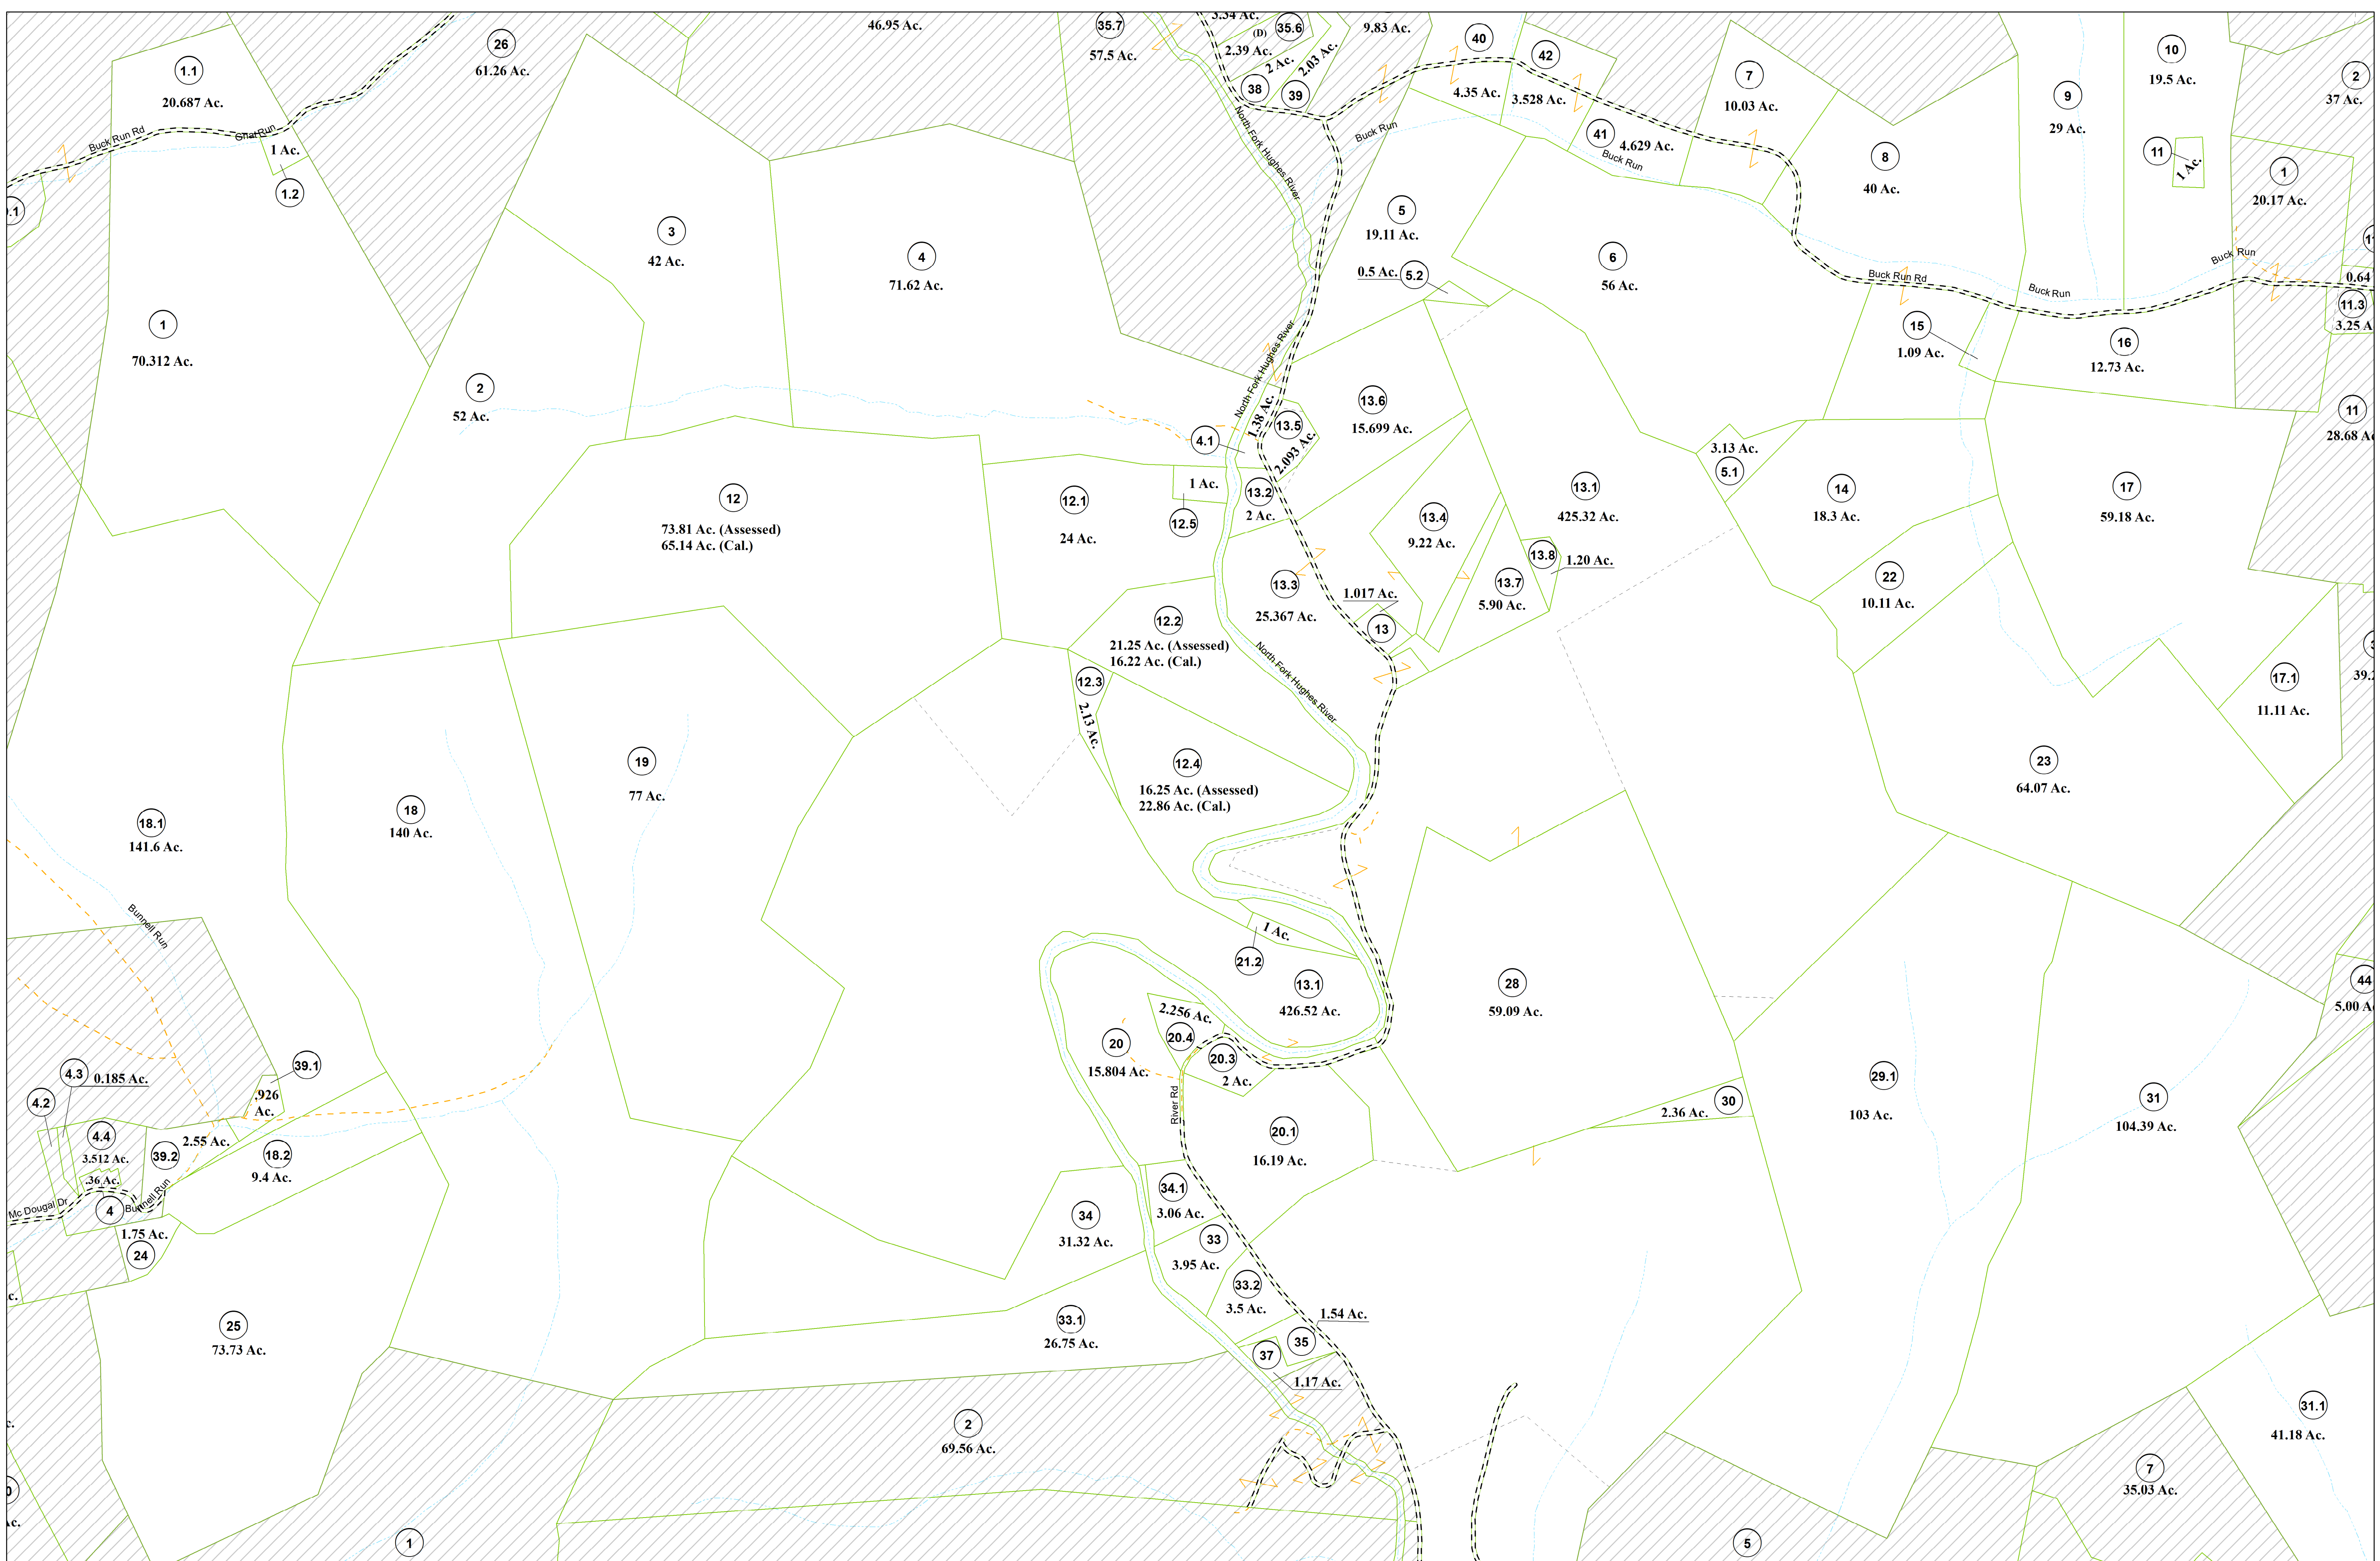 26
61.26 Ac.
46.95 Ac.
35.7
57.5 Ac.
3.34 Ac.
(D)
35.6
2.39 Ac.
2 Ac.
2.03 Ac.
38
39
9.83 Ac.
40
4.35 Ac.
42
3.528 Ac.
41
4.629 Ac.
7
10.03 Ac.
8
40 Ac.
9
29 Ac.
10
19.5 Ac.
11
1 Ac.
2
37 Ac.
1
20.17 Ac.
1.1
20.687 Ac.
Buck Run Rd
Gnat Run
1 Ac.
1.2
North Fork Hughes River
Buck Run
Buck Run
3
42 Ac.
4
71.62 Ac.
5
19.11 Ac.
0.5 Ac.
5.2
6
56 Ac.
Buck Run Rd
Buck Run
Buck Run
0.64
11.3
3.25 A
15
1.09 Ac.
16
12.73 Ac.
1
70.312 Ac.
2
52 Ac.
North Fork Hughes River
1.38 Ac.
4.1
13.5
2.093 Ac.
13.6
15.699 Ac.
11
28.68 Ac
3.13 Ac.
5.1
14
18.3 Ac.
17
59.18 Ac.
12
73.81 Ac. (Assessed)
65.14 Ac. (Cal.)
12.1
24 Ac.
1 Ac.
12.5
13.2
2 Ac.
13.1
425.32 Ac.
13.4
9.22 Ac.
13.8
1.20 Ac.
13.7
5.90 Ac.
13.3
25.367 Ac.
1.017 Ac.
13
22
10.11 Ac.
12.2
21.25 Ac. (Assessed)
16.22 Ac. (Cal.)
North Fork Hughes River
12.3
2.13 Ac.
17.1
11.11 Ac.
39.2
12.4
16.25 Ac. (Assessed)
22.86 Ac. (Cal.)
19
77 Ac.
23
64.07 Ac.
18.1
141.6 Ac.
18
140 Ac.
Bunnell Run
1 Ac.
21.2
13.1
426.52 Ac.
28
59.09 Ac.
44
5.00 Ac
2.256 Ac.
20.4
20
15.804 Ac.
20.3
2 Ac.
River Rd
39.1
.926
Ac.
4.3
0.185 Ac.
4.2
4.4
3.512 Ac.
.36 Ac.
4
Mc Dougal Dr
Bunnell Run
39.2
2.55 Ac.
18.2
9.4 Ac.
1.75 Ac.
24
30
2.36 Ac.
29.1
103 Ac.
31
104.39 Ac.
20.1
16.19 Ac.
34.1
3.06 Ac.
34
31.32 Ac.
33
3.95 Ac.
33.2
3.5 Ac.
1.54 Ac.
35
37
1.17 Ac.
25
73.73 Ac.
33.1
26.75 Ac.
2
69.56 Ac.
31.1
41.18 Ac.
7
35.03 Ac.
1
5